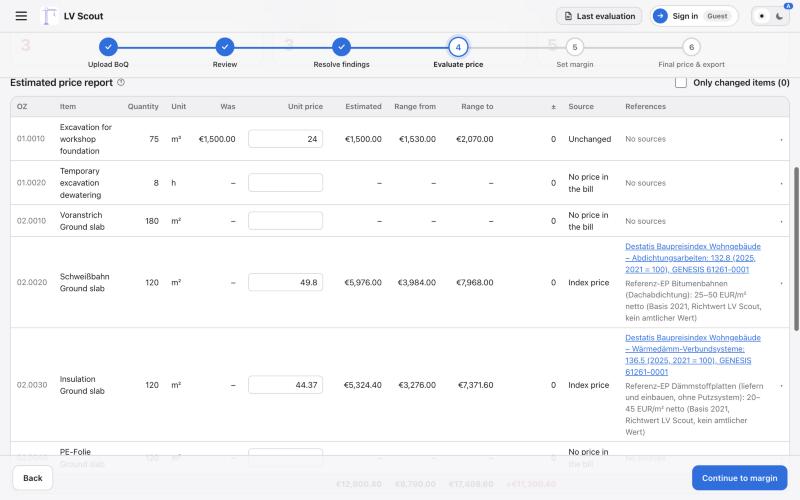 LV Scout
Last evaluation
Sign in Guest
A
3 3 5
4 5 6
Upload BoQ Review Resolve findings Evaluate price Set margin Final price & export
Estimated price report
Only changed items (0)
OZ Item Quantity Unit Was Unit price Estimated Range from Range to ± Source References
01.0010 Excavation for workshop foundation 75 m³ €1,500.00 24 €1,500.00 €1,530.00 €2,070.00 0 Unchanged No sources
01.0020 Temporary excavation dewatering 8 h – – – – 0 No price in the bill No sources
02.0010 Voranstrich Ground slab 180 m² – – – – 0 No price in the bill No sources
02.0020 Schweißbahn Ground slab 120 m² – 49.8 €5,976.00 €3,984.00 €7,968.00 0 Index price
Destatis Baupreisindex Wohngebäude
– Abdichtungsarbeiten: 132.8 (2025,
2021 = 100), GENESIS 61261-0001
Referenz-EP Bitumenbahnen
(Dachabdichtung): 25–50 EUR/m²
netto (Basis 2021, Richtwert LV Scout,
kein amtlicher Wert)
02.0030 Insulation Ground slab 120 m² – 44.37 €5,324.40 €3,276.00 €7,371.60 0 Index price
Destatis Baupreisindex Wohngebäude
– Wärmedämm-Verbundsysteme:
136.5 (2025, 2021 = 100), GENESIS
61261-0001
Referenz-EP Dämmstoffplatten (liefern
und einbauen, ohne Putzsystem): 20–
45 EUR/m² netto (Basis 2021,
Richtwert LV Scout, kein amtlicher
Wert)
PE-Folie Ground slab 120 m² – – – – 0 No price in the bill No sources
Back
Continue to margin